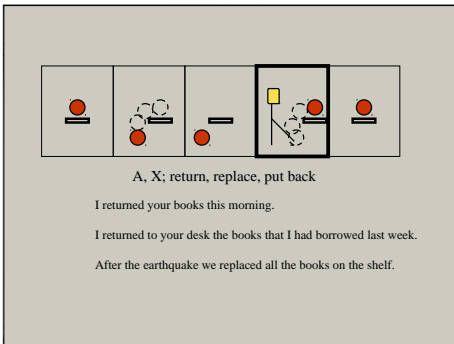 A, X; return, replace, put back
I returned your books this morning.
I returned to your desk the books that I had borrowed last week.
After the earthquake we replaced all the books on the shelf.